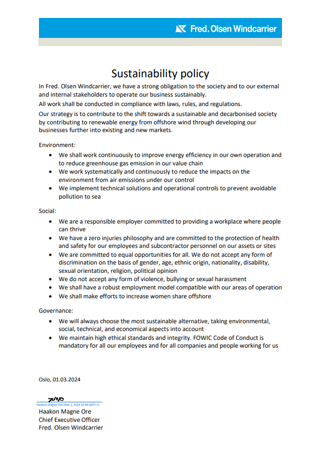 Fred. Olsen Windcarrier
Sustainability policy
In Fred. Olsen Windcarrier, we have a strong obligation to the society and to our external
and internal stakeholders to operate our business sustainably.
All work shall be conducted in compliance with laws, rules, and regulations.
Our strategy is to contribute to the shift towards a sustainable and decarbonised society
by contributing to renewable energy from offshore wind through developing our
businesses further into existing and new markets.
Environment:
• We shall work continuously to improve energy efficiency in our own operation and
to reduce greenhouse gas emission in our value chain
• We work systematically and continuously to reduce the impacts on the
environment from air emissions under our control
• We implement technical solutions and operational controls to prevent avoidable
pollution to sea
Social:
• We are a responsible employer committed to providing a workplace where people
can thrive
• We have a zero injuries philosophy and are committed to the protection of health
and safety for our employees and subcontractor personnel on our assets or sites
• We are committed to equal opportunities for all. We do not accept any form of
discrimination on the basis of gender, age, ethnic origin, nationality, disability,
sexual orientation, religion, political opinion
• We do not accept any form of violence, bullying or sexual harassment
• We shall have a robust employment model compatible with our areas of operation
• We shall make efforts to increase women share offshore
Governance:
• We will always choose the most sustainable alternative, taking environmental,
social, technical, and economical aspects into account
• We maintain high ethical standards and integrity. FOWIC Code of Conduct is
mandatory for all our employees and for all companies and people working for us
Oslo, 01.03.2024
Haakon Magne Ore
Chief Executive Officer
Fred. Olsen Windcarrier